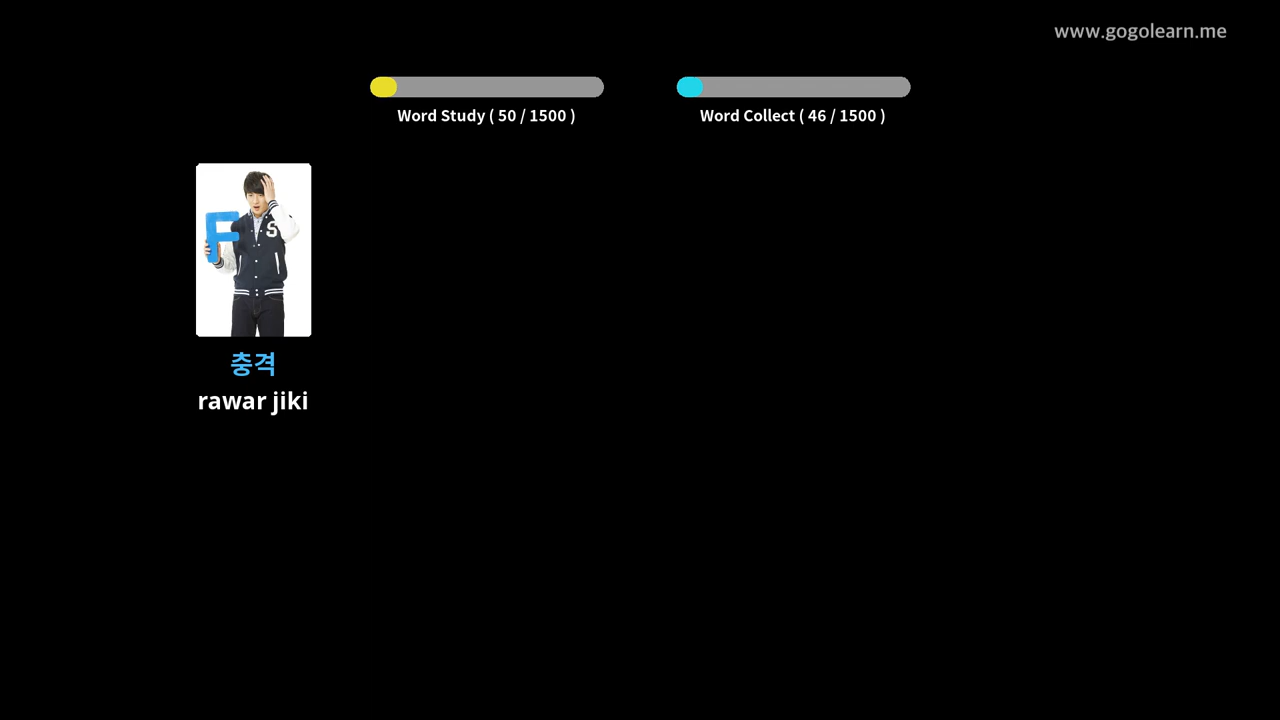 www.gogolearn.me
Word Study ( 50 / 1500 )
Word Collect ( 46 / 1500 )
F
S
충격
rawar jiki